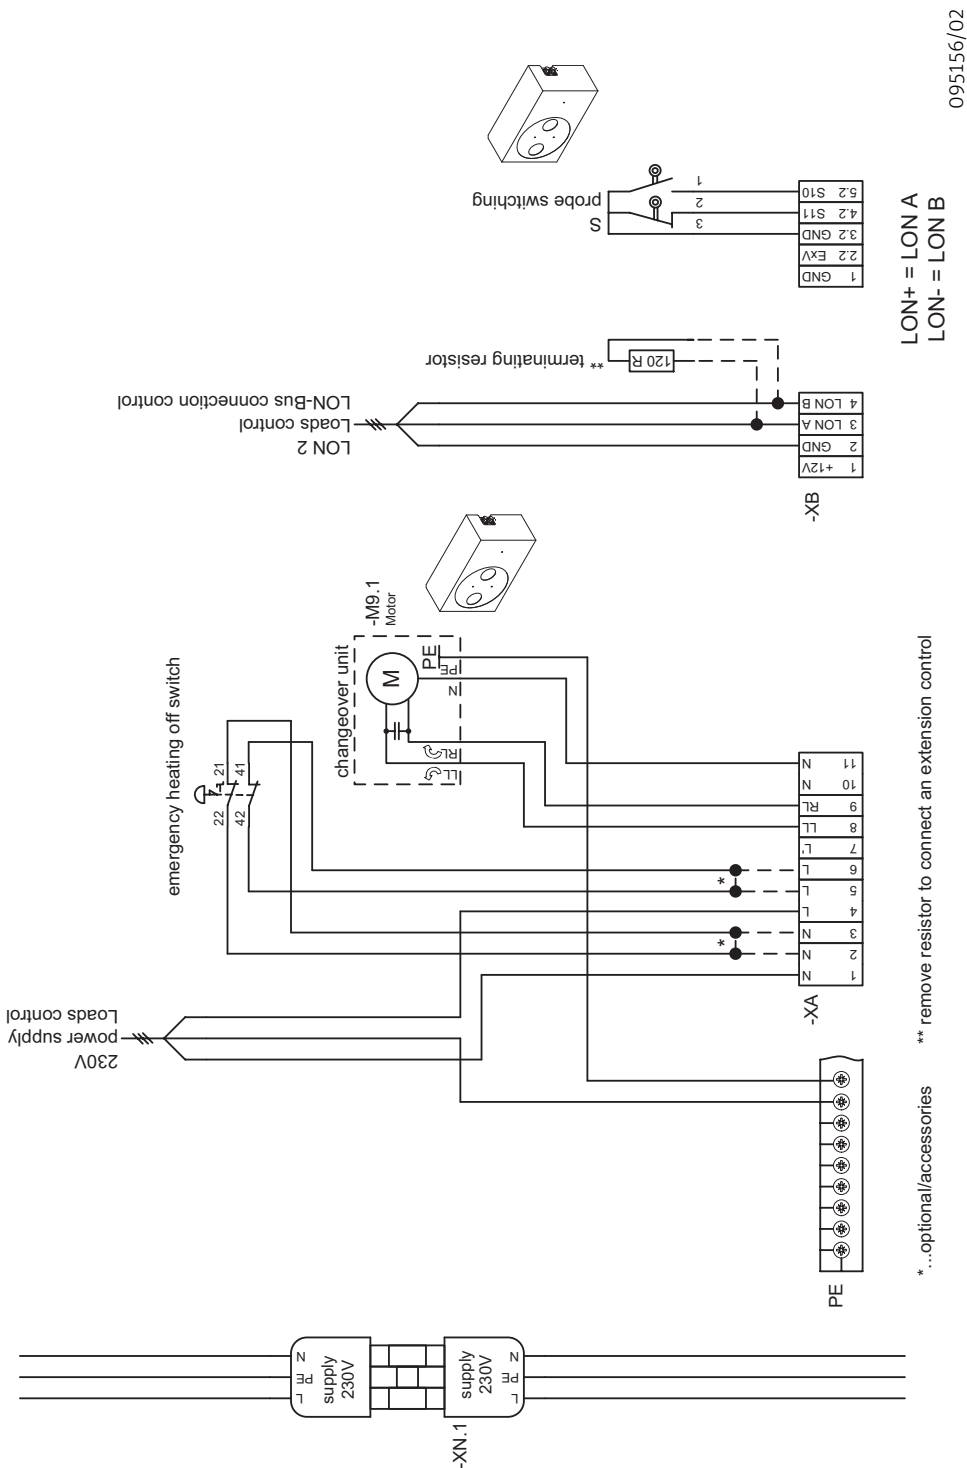 095156/02
probe switching
S
1
2
3
5.2 S10
4.2 S11
3.2 GND
2.2 ExV
1 GND
LON+ = LON A
LON- = LON B
** terminating resistor
120 R
LON-Bus connection control
Loads control
LON 2
4 LON B
3 LON A
2 GND
1 +12V
-XB
-M9.1
Motor
changeover unit
M
PE
PE
N
RL
LL
emergency heating off switch
21
22
41
42
*
*
11 N
10 N
9 RL
8 LL
7 L'
6 L
5 L
4 L
3 N
2 N
1 N
-XA
Loads control
power supply
230V
PE
** remove resistor to connect an extension control
*...optional/accessories
N
PE
L
supply
230V
supply
230V
N
PE
L
-XN.1